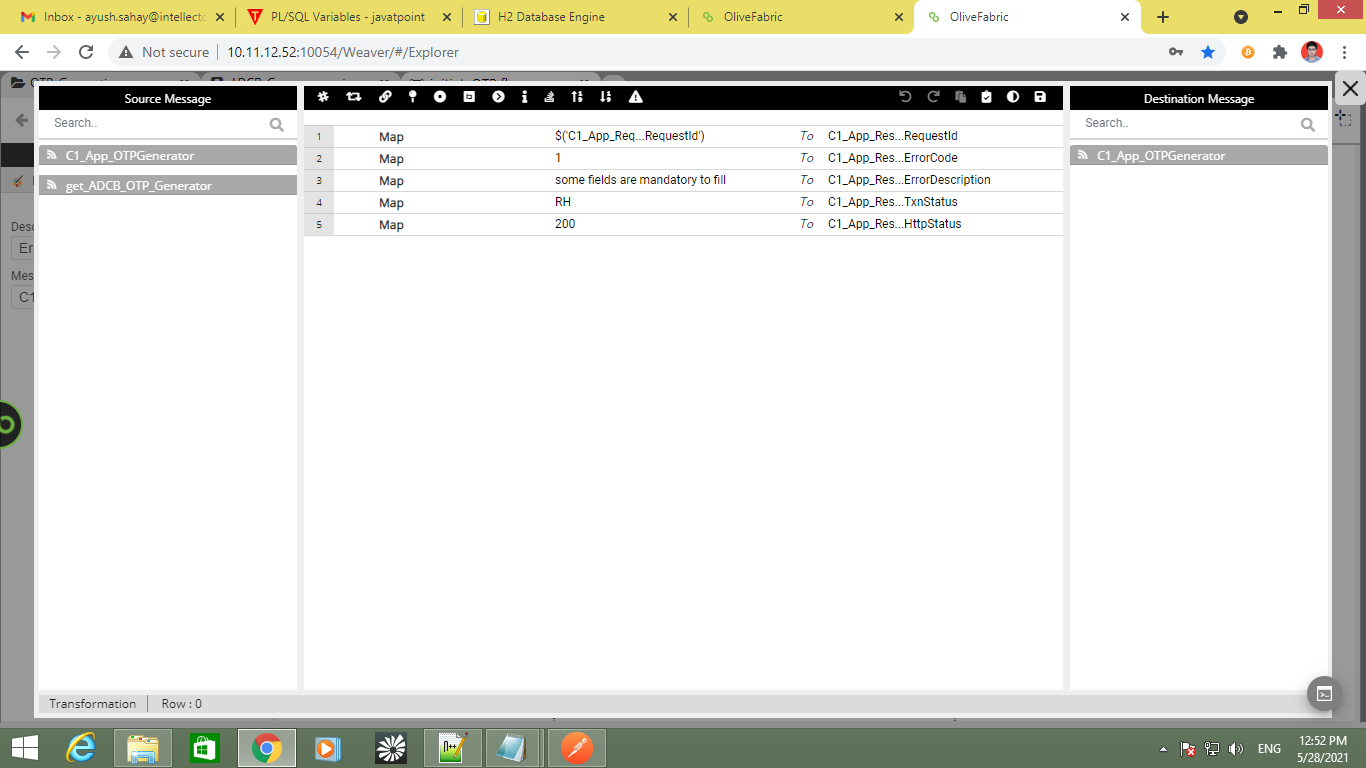 Inbox - ayush.sahay@intellect
PL/SQL Variables - javatpoint
H2 Database Engine
OliveFabric
OliveFabric
Not secure
10.11.12.52:10054/Weaver/#/Explorer
Source Message
Search..
C1_App_OTPGenerator
get_ADCB_OTP_Generator
1 Map $('C1_App_Req...RequestId') To C1_App_Res...RequestId
2 Map 1 To C1_App_Res...ErrorCode
3 Map some fields are mandatory to fill To C1_App_Res...ErrorDescription
4 Map RH To C1_App_Res...TxnStatus
5 Map 200 To C1_App_Res...HttpStatus
Destination Message
Search..
C1_App_OTPGenerator
Desc
Er
Mes
C1
Transformation
Row : 0
ENG
12:52 PM
5/28/2021